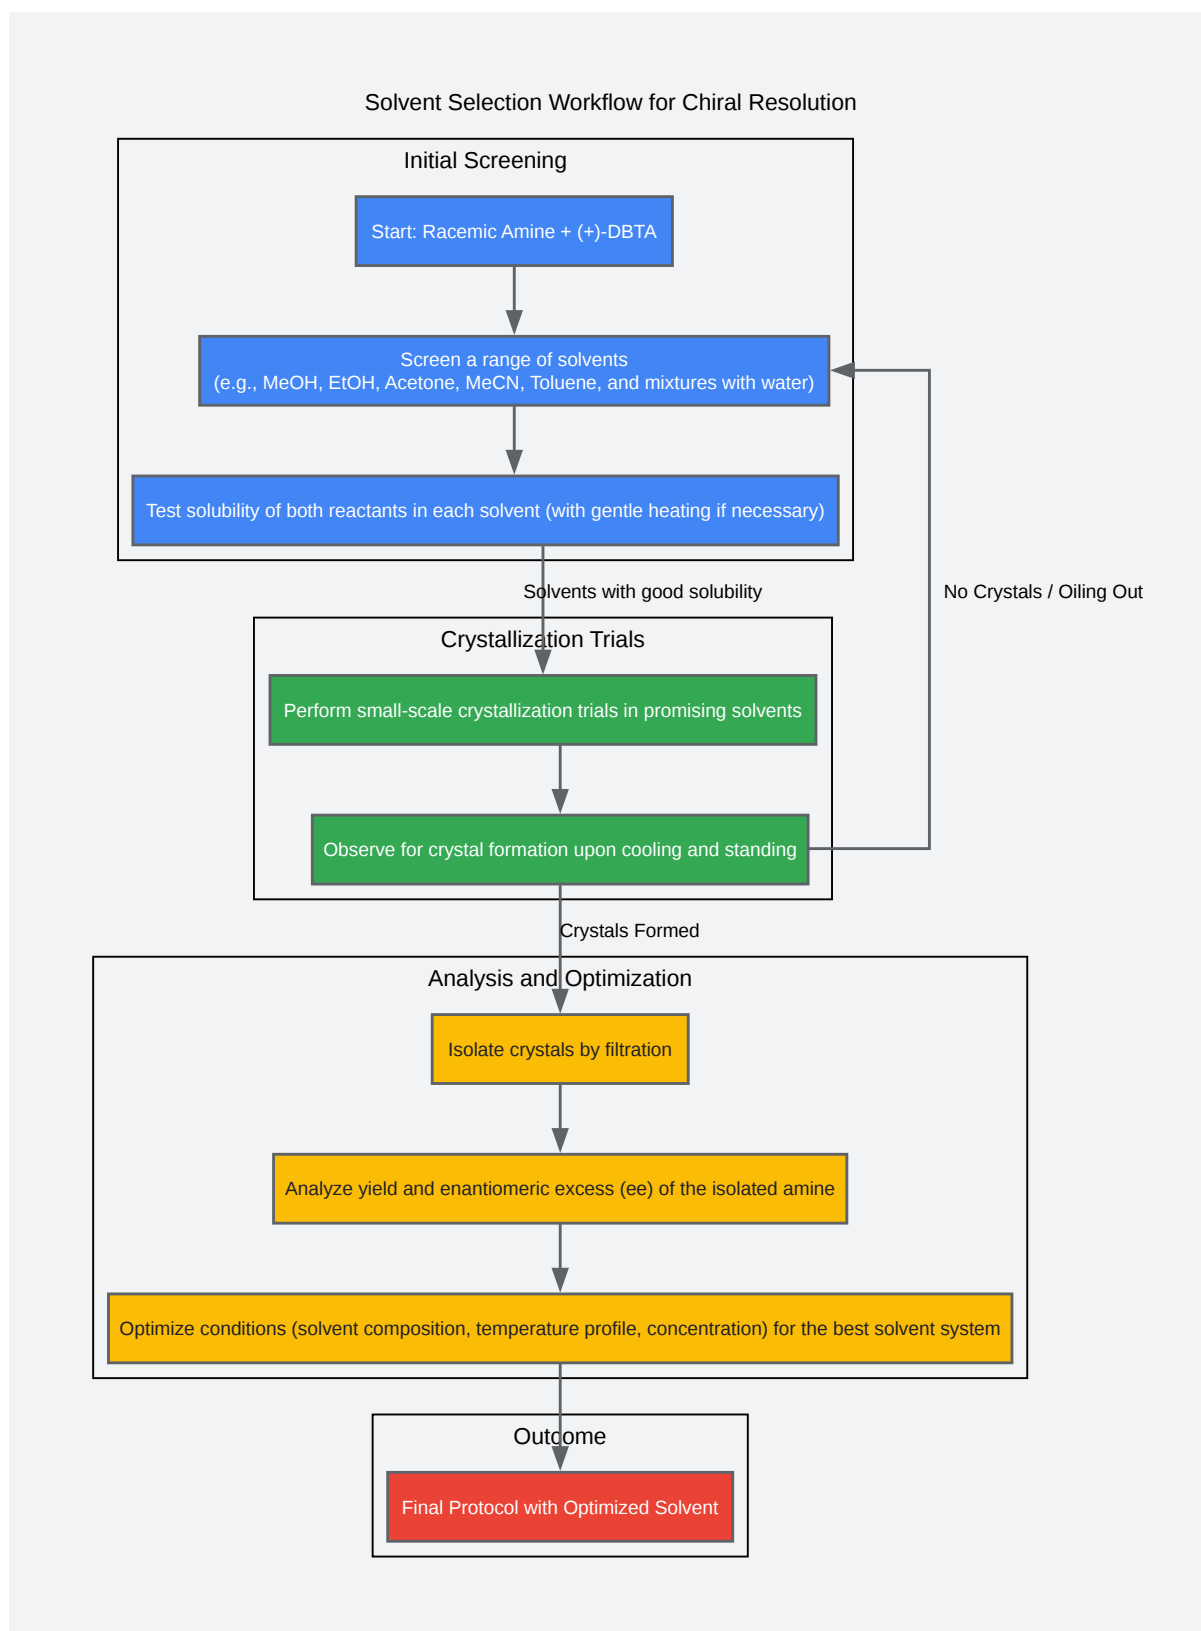 Solvent Selection Workflow for Chiral Resolution
Initial Screening
Start: Racemic Amine + (+)-DBTA
Screen a range of solvents
(e.g., MeOH, EtOH, Acetone, MeCN, Toluene, and mixtures with water)
Test solubility of both reactants in each solvent (with gentle heating if necessary)
Solvents with good solubility
No Crystals / Oiling Out
Crystallization Trials
Perform small-scale crystallization trials in promising solvents
Observe for crystal formation upon cooling and standing
Crystals Formed
Analysis and Optimization
Isolate crystals by filtration
Analyze yield and enantiomeric excess (ee) of the isolated amine
Optimize conditions (solvent composition, temperature profile, concentration) for the best solvent system
Outcome
Final Protocol with Optimized Solvent